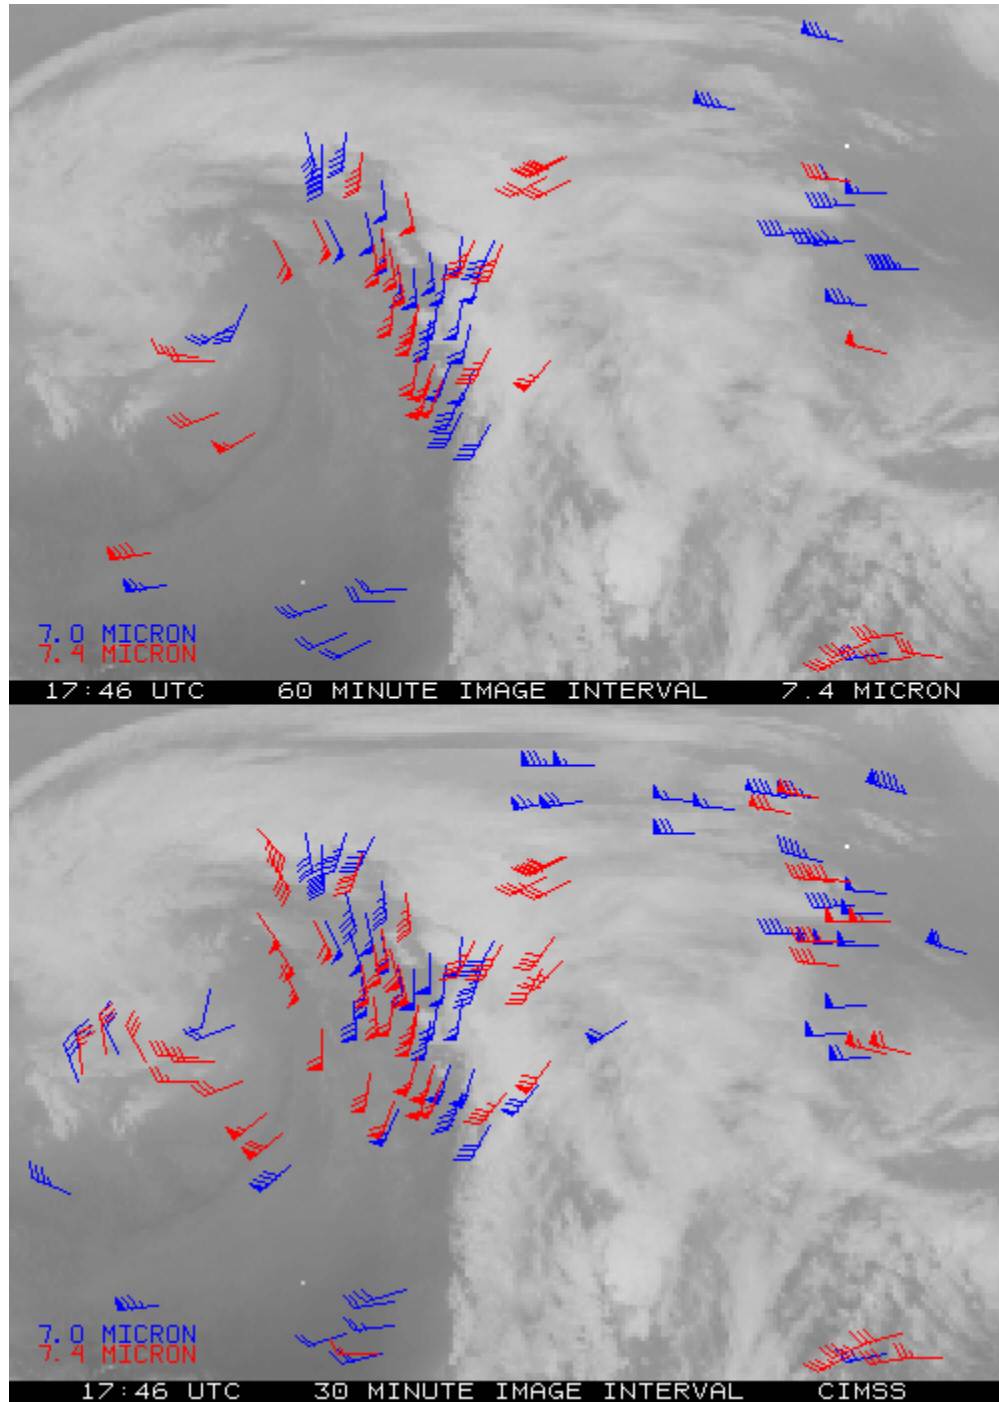 7.0 MICRON
7.4 MICRON
17:46 UTC 60 MINUTE IMAGE INTERVAL 7.4 MICRON
7.0 MICRON
7.4 MICRON
17:46 UTC 30 MINUTE IMAGE INTERVAL CIMSS